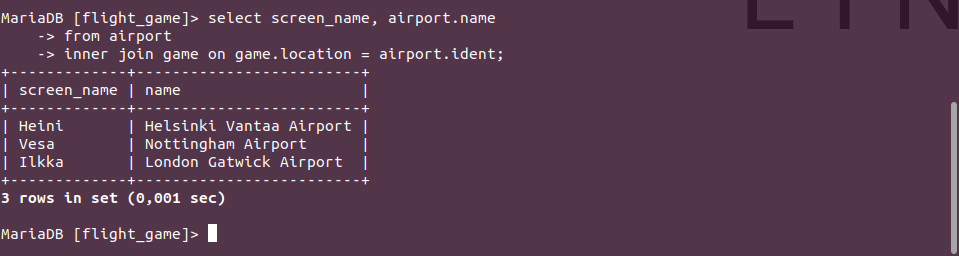 MariaDB [flight_game]> select screen_name, airport.name
    -> from airport
    -> inner join game on game.location = airport.ident;
+-------------+-------------------------+
| screen_name | name                    |
+-------------+-------------------------+
| Heini       | Helsinki Vantaa Airport |
| Vesa        | Nottingham Airport      |
| Ilkka       | London Gatwick Airport  |
+-------------+-------------------------+
3 rows in set (0,001 sec)

MariaDB [flight_game]>